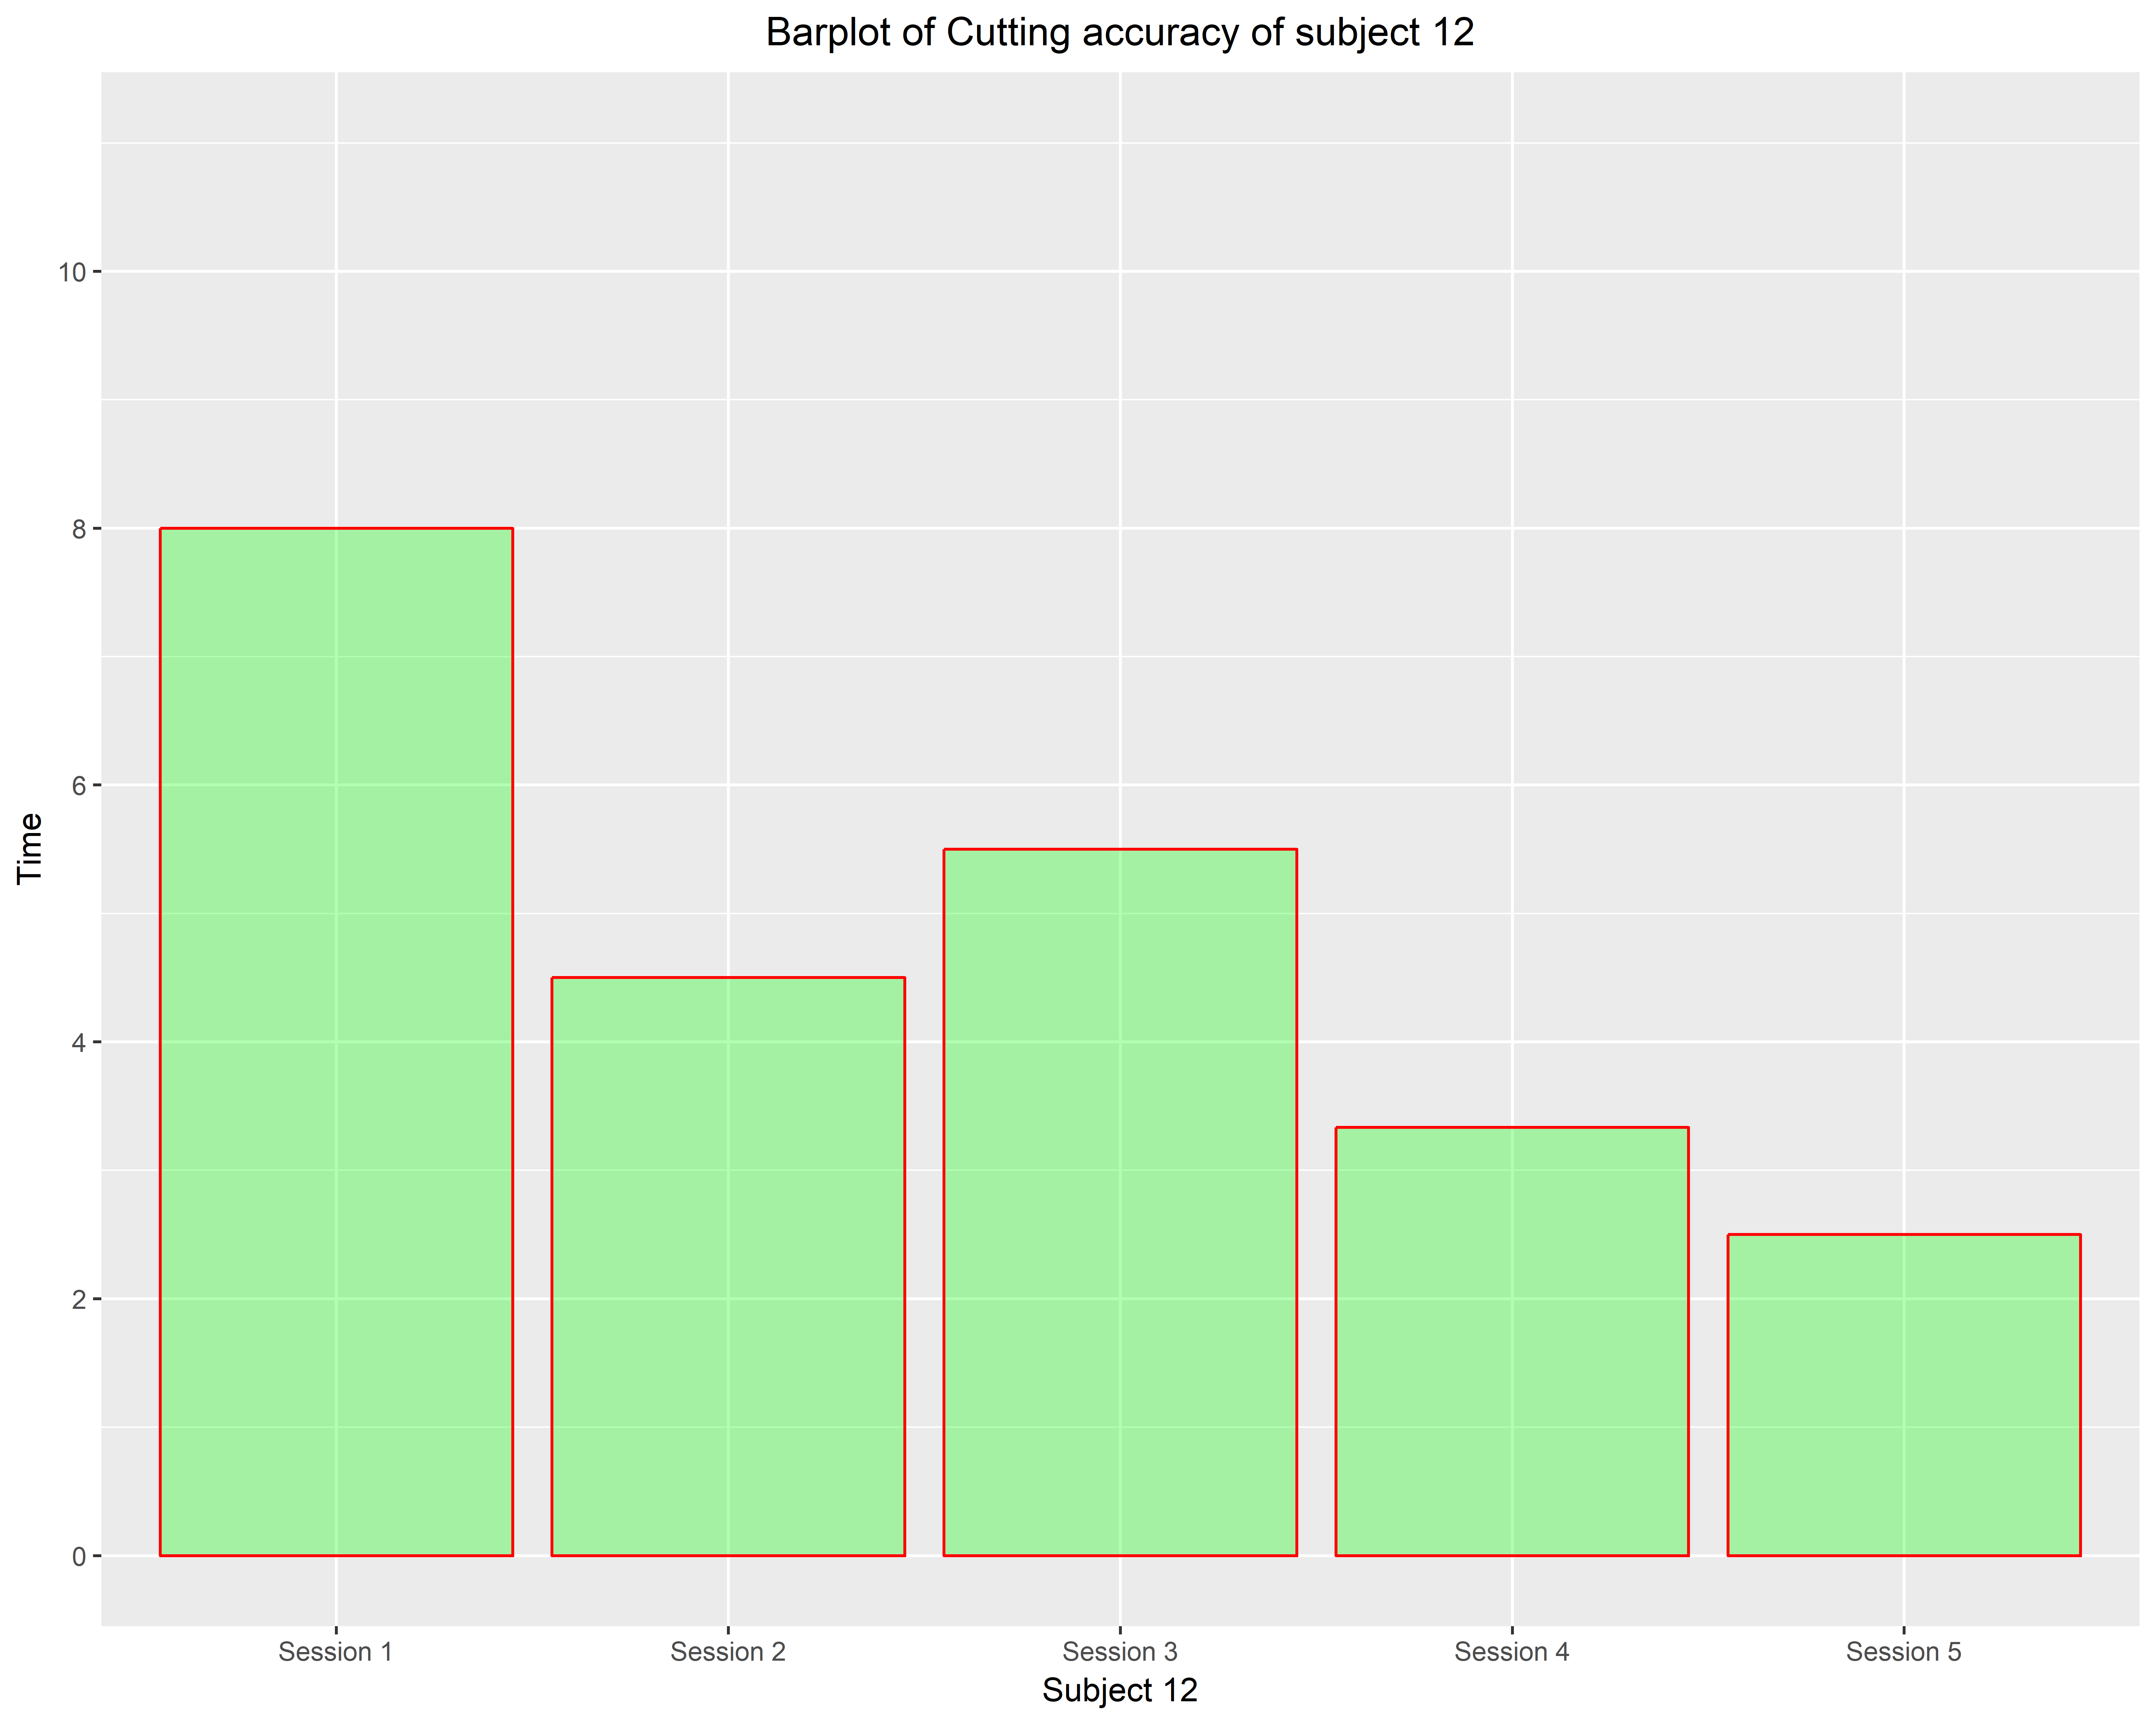 Barplot of Cutting accuracy of subject 12
10
8
6
4
2
0
Time
Session 1
Session 2
Session 3
Session 4
Session 5
Subject 12